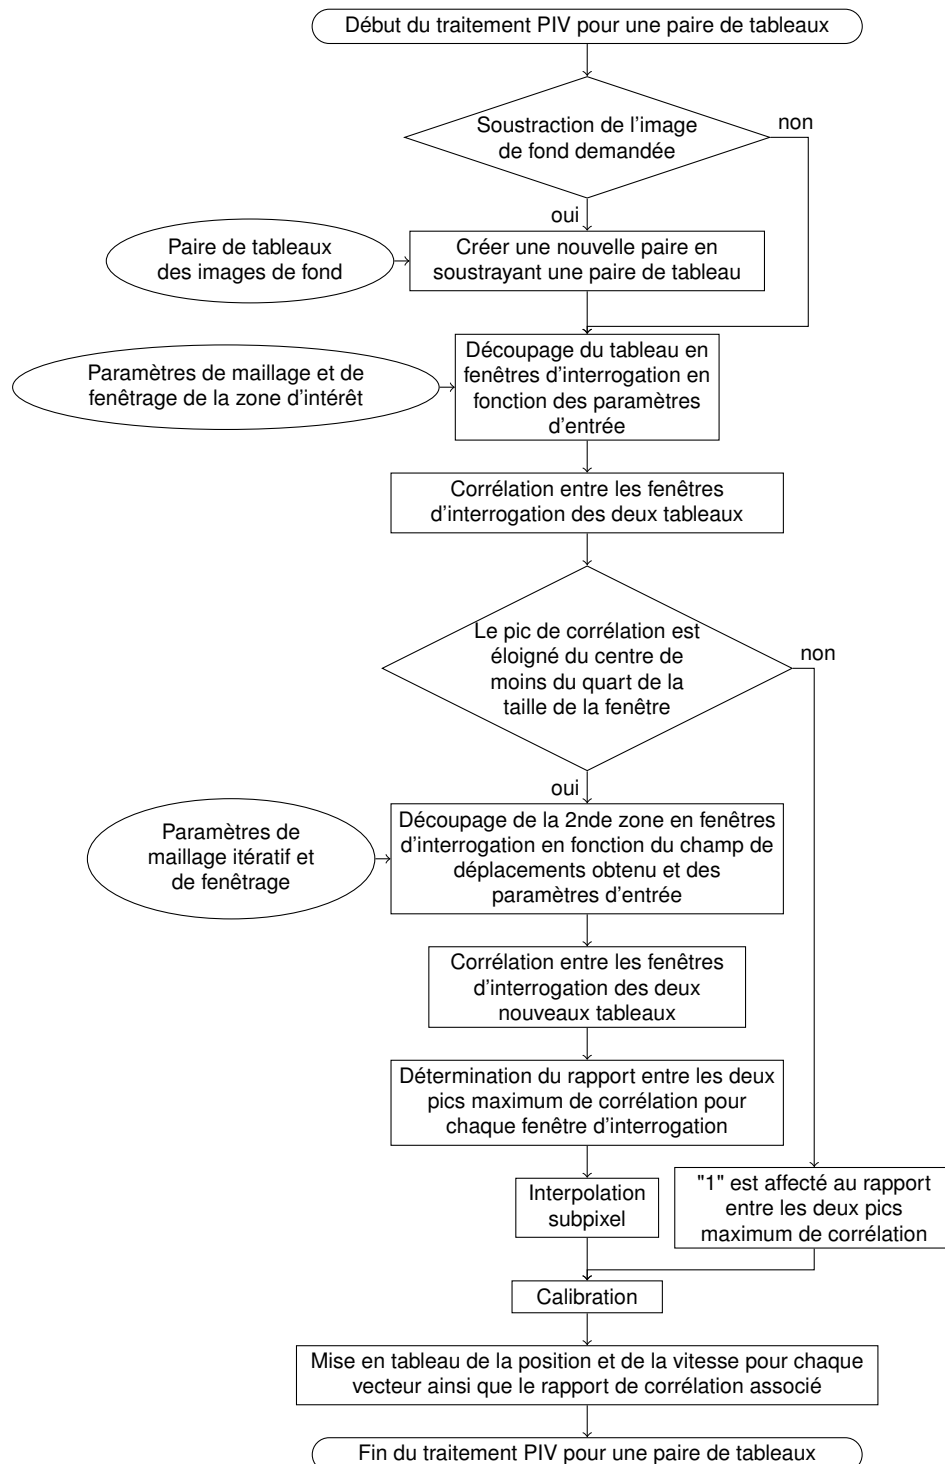 Début du traitement PIV pour une paire de tableaux
Soustraction de l'image
de fond demandée
non
oui
Paire de tableaux
des images de fond
Créer une nouvelle paire en
soustrayant une paire de tableau
Paramètres de maillage et de
fenêtrage de la zone d'intérêt
Découpage du tableau en
fenêtres d'interrogation en
fonction des paramètres
d'entrée
Corrélation entre les fenêtres
d'interrogation des deux tableaux
Le pic de corrélation est
éloigné du centre de
moins du quart de la
taille de la fenêtre
non
oui
Paramètres de
maillage itératif et
de fenêtrage
Découpage de la 2nde zone en fenêtres
d'interrogation en fonction du champ de
déplacements obtenu et des
paramètres d'entrée
Corrélation entre les fenêtres
d'interrogation des deux
nouveaux tableaux
Détermination du rapport entre les deux
pics maximum de corrélation pour
chaque fenêtre d'interrogation
Interpolation
subpixel
"1" est affecté au rapport
entre les deux pics
maximum de corrélation
Calibration
Mise en tableau de la position et de la vitesse pour chaque
vecteur ainsi que le rapport de corrélation associé
Fin du traitement PIV pour une paire de tableaux